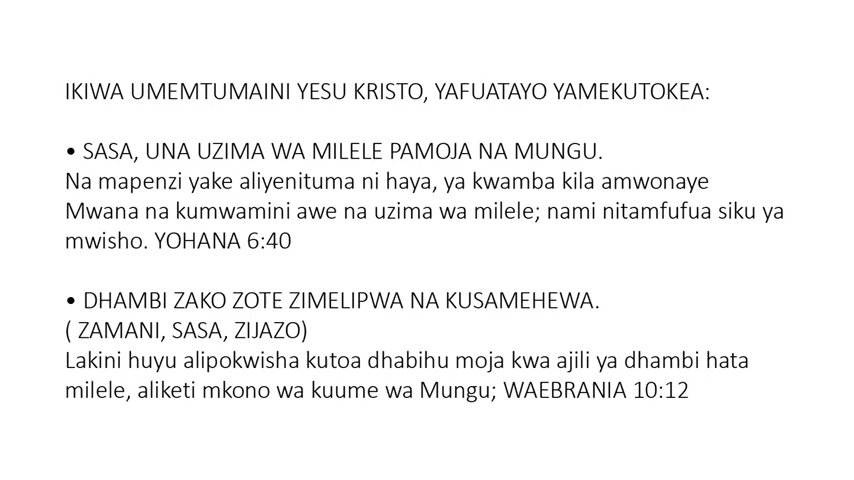 IKIWA UMEMTUMAINI YESU KRISTO, YAFUATAYO YAMEKUTOKEA:
• SASA, UNA UZIMA WA MILELE PAMOJA NA MUNGU.
Na mapenzi yake aliyenituma ni haya, ya kwamba kila amwonaye
Mwana na kumwamini awe na uzima wa milele; nami nitamfufua siku ya
mwisho. YOHANA 6:40
• DHAMBI ZAKO ZOTE ZIMELIPWA NA KUSAMEHEWA.
( ZAMANI, SASA, ZIJAZO)
Lakini huyu alipokwisha kutoa dhabihu moja kwa ajili ya dhambi hata
milele, aliketi mkono wa kuume wa Mungu; WAEBRANIA 10:12